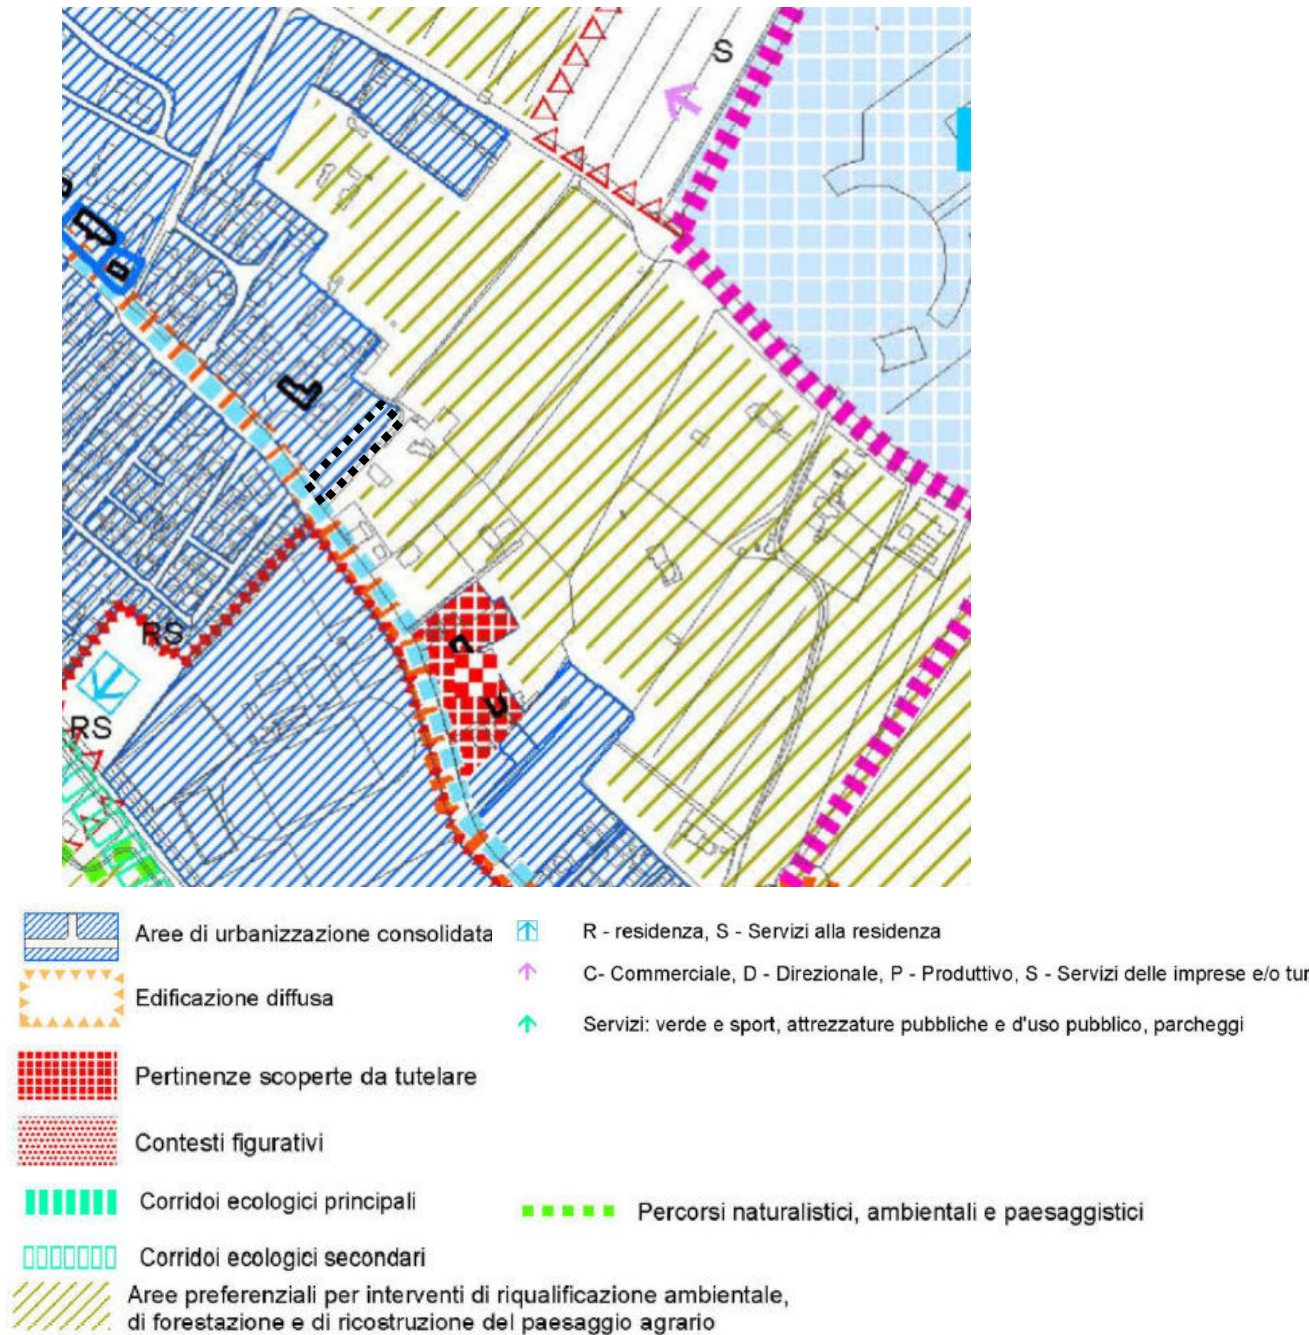 S
RS
RS
Aree di urbanizzazione consolidata
Edificazione diffusa
Pertinenze scoperte da tutelare
Contesti figurativi
Corridoi ecologici principali
Corridoi ecologici secondari
Aree preferenziali per interventi di riqualificazione ambientale,
di forestazione e di ricostruzione del paesaggio agrario
R - residenza, S - Servizi alla residenza
C- Commerciale, D - Direzionale, P - Produttivo, S - Servizi delle imprese e/o tur
Servizi: verde e sport, attrezzature pubbliche e d'uso pubblico, parcheggi
Percorsi naturalistici, ambientali e paesaggistici